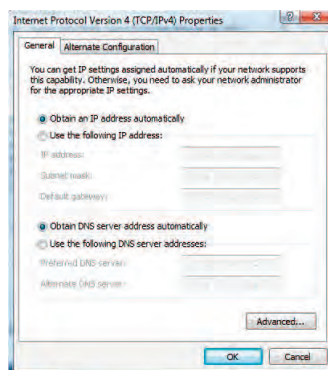 Internet Protocol Version 4 (TCP/IPv4) Properties
General
Alternate Configuration
You can get IP settings assigned automatically if your network supports
this capability. Otherwise, you need to ask your network administrator
for the appropriate IP settings.
Obtain an IP address automatically
Use the following IP address:
IP address:
Subnet mask:
Default gateway:
Obtain DNS server address automatically
Use the following DNS server addresses:
Preferred DNS server:
Alternate DNS server:
Advanced...
OK
Cancel